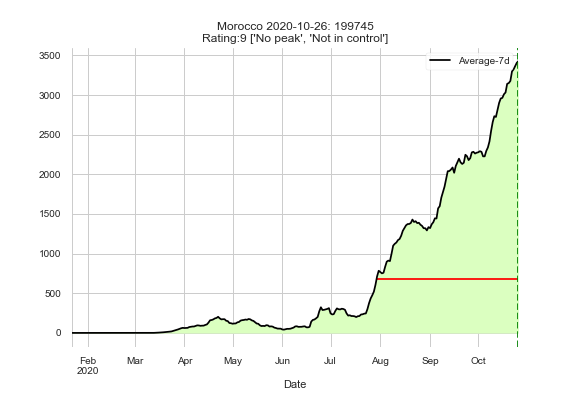 Morocco 2020-10-26: 199745
Rating:9 ['No peak', 'Not in control']
Average-7d
3500
3000
2500
2000
1500
1000
500
0
Feb Mar Apr May Jun Jul Aug Sep Oct
2020
Date